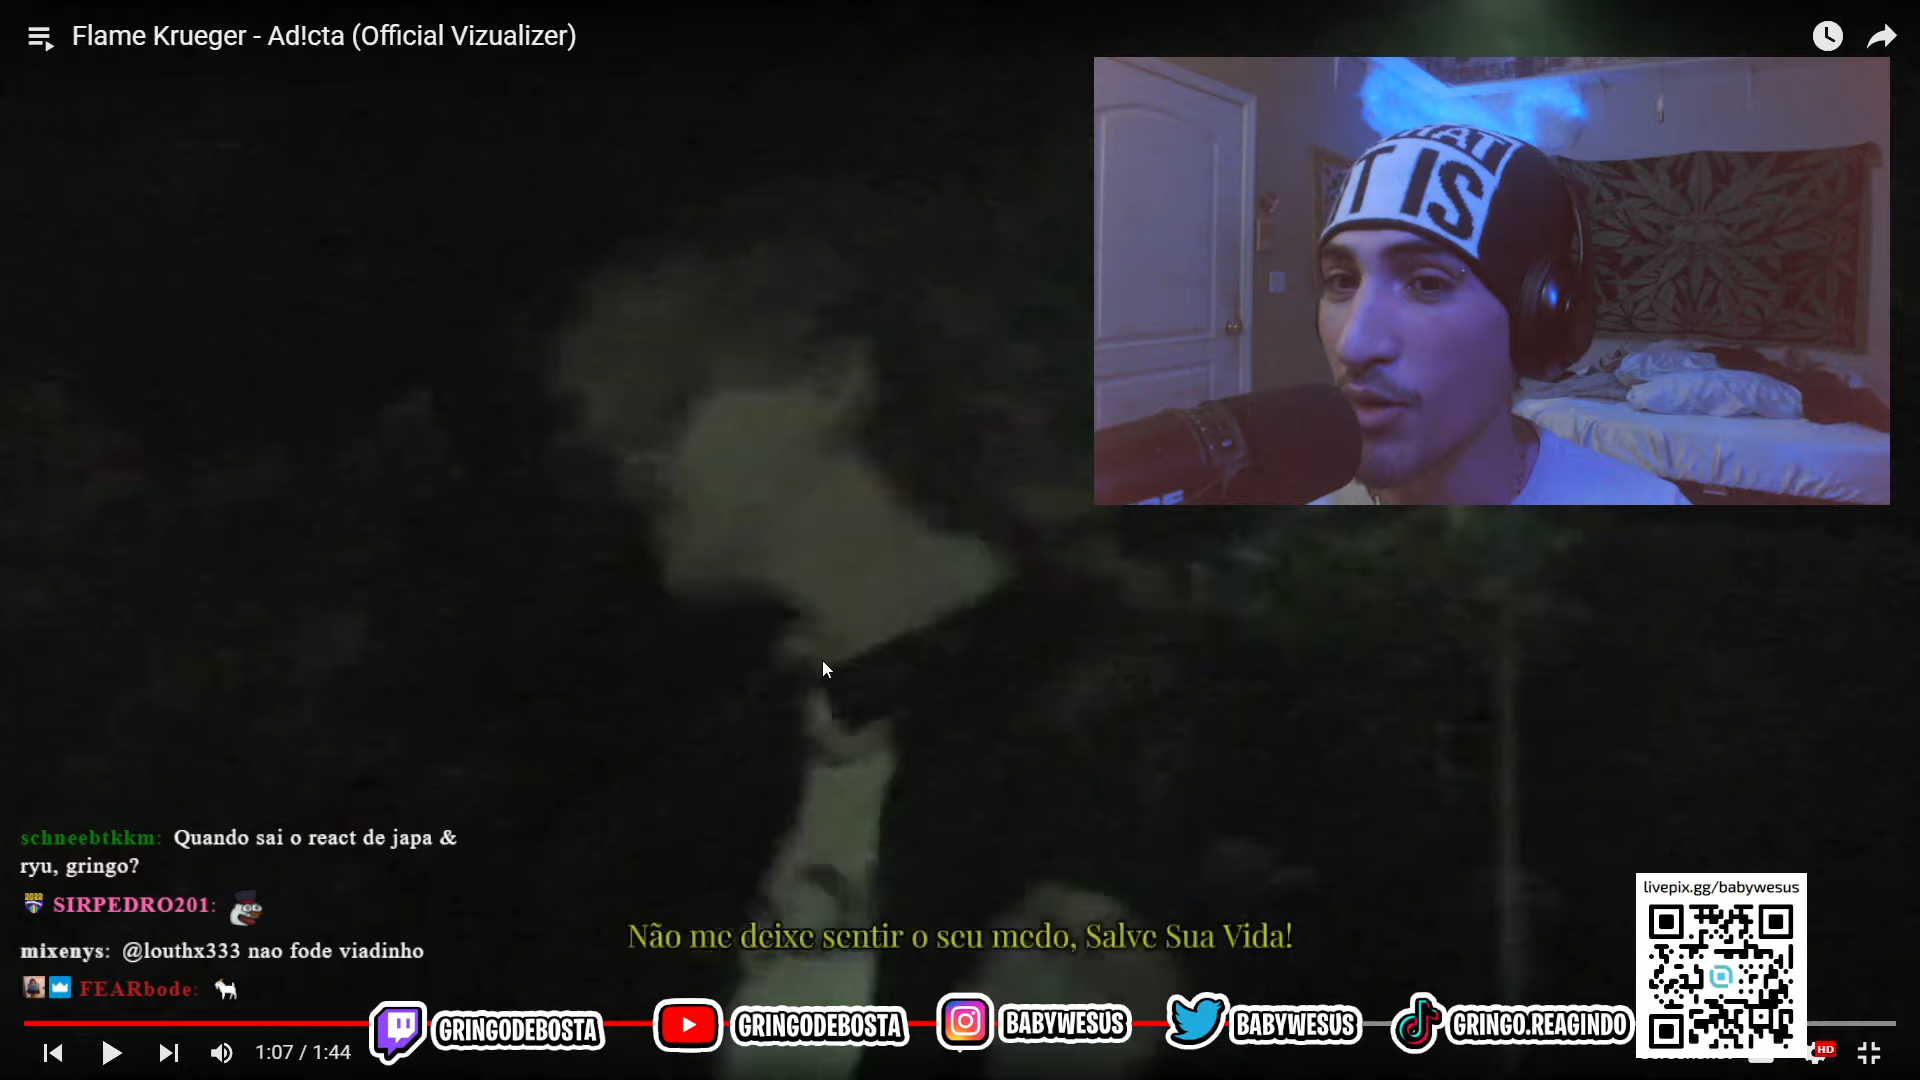 Flame Krueger - Ad!cta (Official Vizualizer)
THAT
T IS
schneebtkkm: Quando sai o react de japa &
ryu, gringo?
SIRPEDRO201:
mixenys: @louthx333 nao fode viadinho
FEARbode:
Não me deixe sentir o seu medo, Salve Sua Vida!
livepix.gg/babywesus
GRINGODEBOSTA
GRINGODEBOSTA
BABYWESUS
BABYWESUS
GRINGO.REAGINDO
1:07 / 1:44
HD